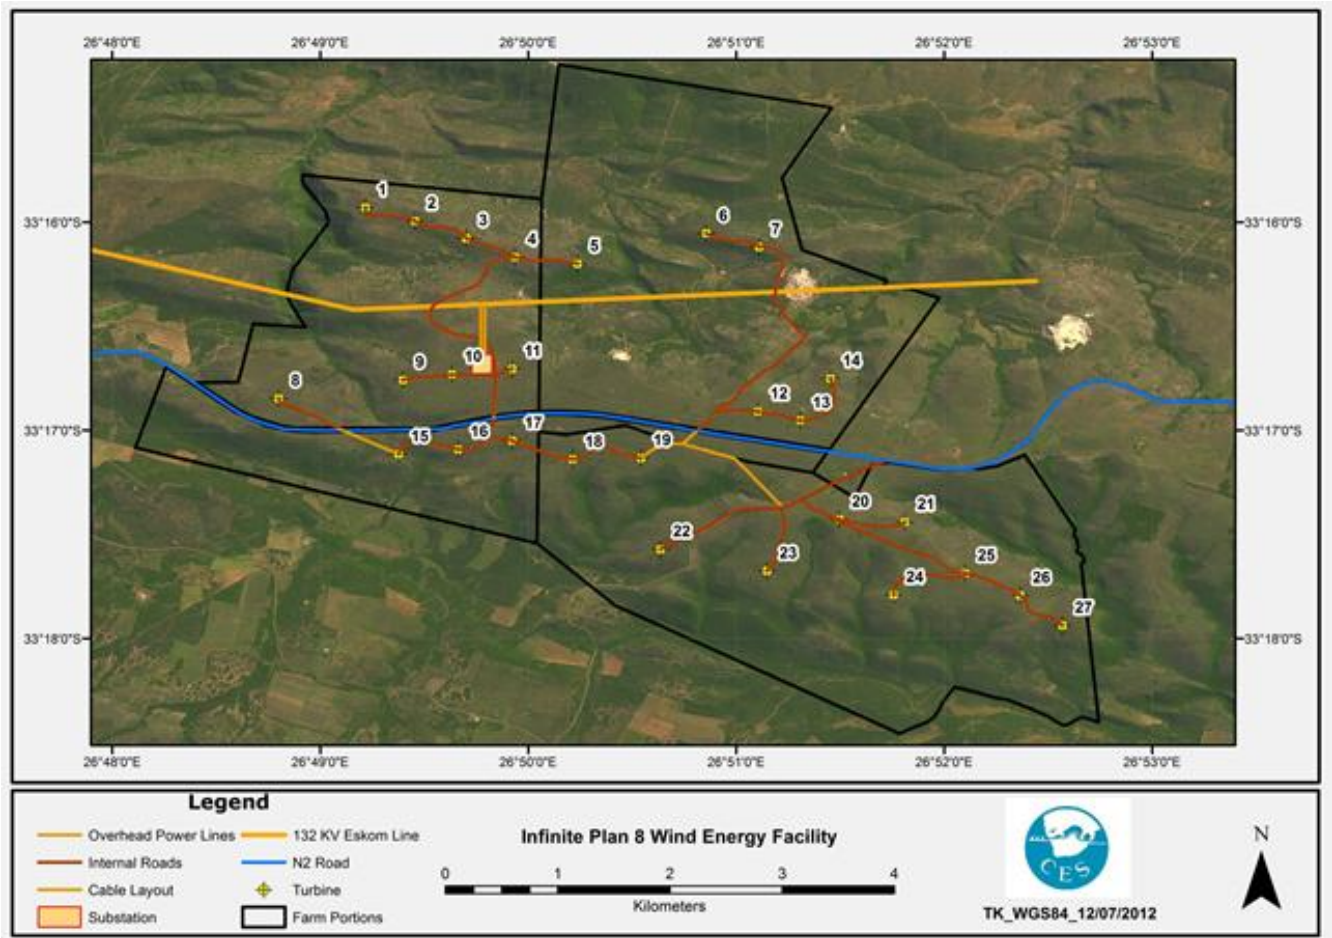 26°48'0"E 26°49'0"E 26°50'0"E 26°51'0"E 26°52'0"E 26°53'0"E
1
2
3
4
5
6
7
33°16'0"S 33°16'0"S
8
9
10
11
12
13
14
33°17'0"S 33°17'0"S
15
16
17
18
19
20
21
22
23
24
25
26
27
33°18'0"S 33°18'0"S
26°48'0"E 26°49'0"E 26°50'0"E 26°51'0"E 26°52'0"E 26°53'0"E
Legend
Overhead Power Lines
Internal Roads
Cable Layout
Substation
132 KV Eskom Line
N2 Road
Turbine
Farm Portions
Infinite Plan 8 Wind Energy Facility
0 1 2 3 4
Kilometers
CES
TK_WGS84_12/07/2012
N